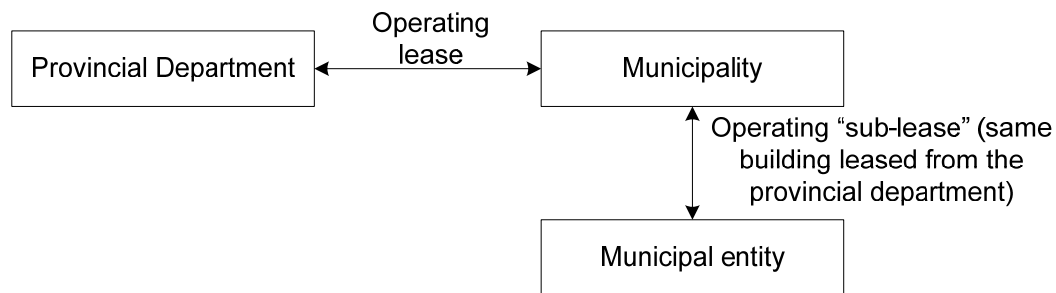 Operating
lease
Provincial Department
Municipality
Operating “sub-lease” (same
building leased from the
provincial department)
Municipal entity